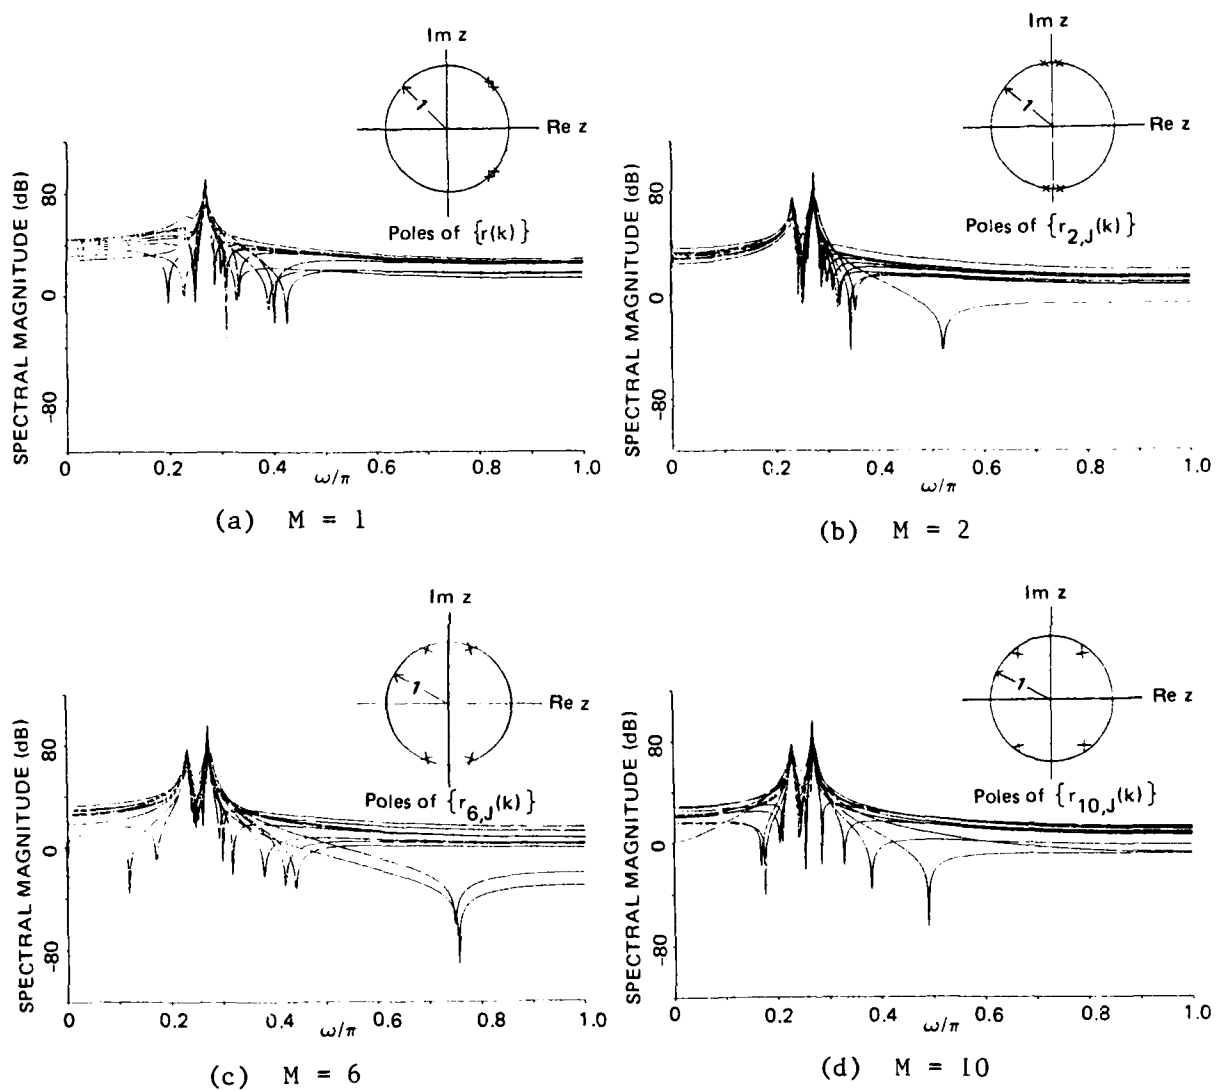 Im z
Re z
1
Poles of {r(k)}
SPECTRAL MAGNITUDE (dB)
80
0
-80
0 0.2 0.4 0.6 0.8 1.0
ω/π
(a) M = 1
Im z
Re z
1
Poles of {r2,J(k)}
SPECTRAL MAGNITUDE (dB)
80
0
-80
0 0.2 0.4 0.6 0.8 1.0
ω/π
(b) M = 2
Im z
Re z
1
Poles of {r6,J(k)}
SPECTRAL MAGNITUDE (dB)
80
0
-80
0 0.2 0.4 0.6 0.8 1.0
ω/π
(c) M = 6
Im z
Re z
1
Poles of {r10,J(k)}
SPECTRAL MAGNITUDE (dB)
80
0
-80
0 0.2 0.4 0.6 0.8 1.0
ω/π
(d) M = 10